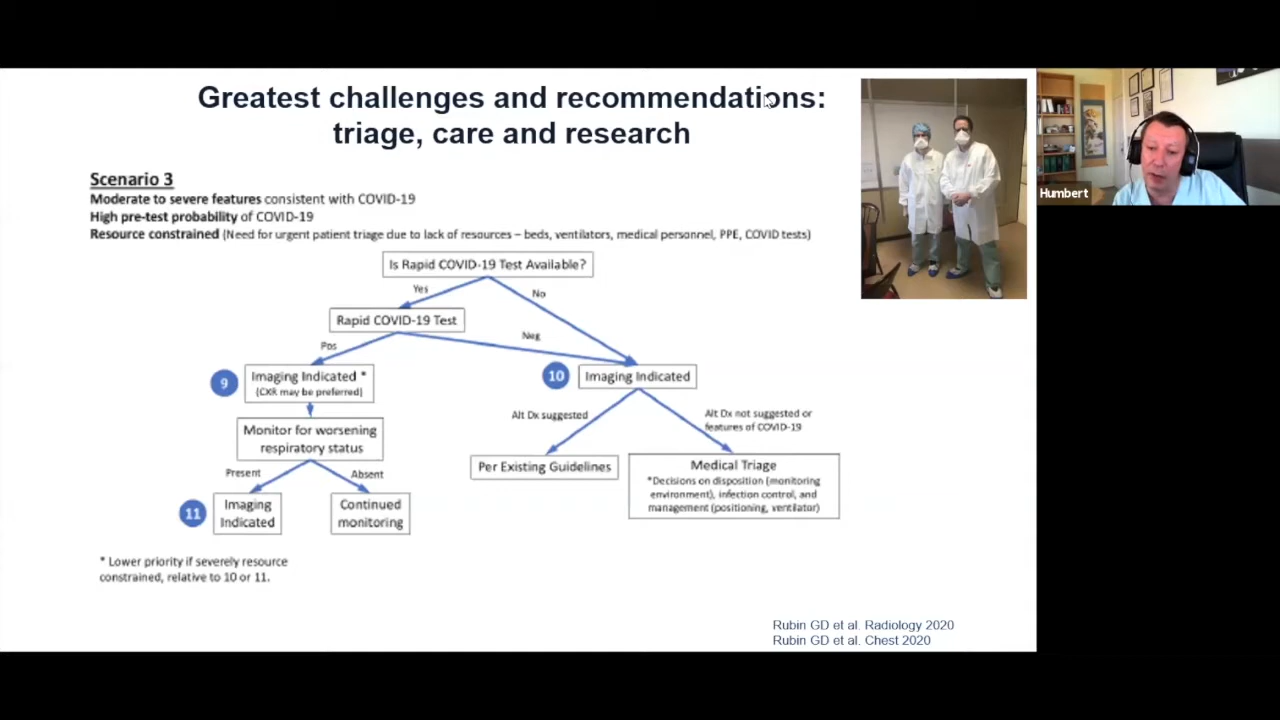 Greatest challenges and recommendations:
triage, care and research
Humbert
Scenario 3
Moderate to severe features consistent with COVID-19
High pre-test probability of COVID-19
Resource constrained (Need for urgent patient triage due to lack of resources – beds, ventilators, medical personnel, PPE, COVID tests)
Is Rapid COVID-19 Test Available?
Yes
No
Rapid COVID-19 Test
Pos
Neg
9
Imaging Indicated *
(CXR may be preferred)
10
Imaging Indicated
Monitor for worsening
respiratory status
Alt Dx suggested
Alt Dx not suggested or
features of COVID-19
Present
Absent
Per Existing Guidelines
Medical Triage
*Decisions on disposition (monitoring
environment), infection control, and
management (positioning, ventilator)
11
Imaging
Indicated
Continued
monitoring
* Lower priority if severely resource
constrained, relative to 10 or 11.
Rubin GD et al. Radiology 2020
Rubin GD et al. Chest 2020